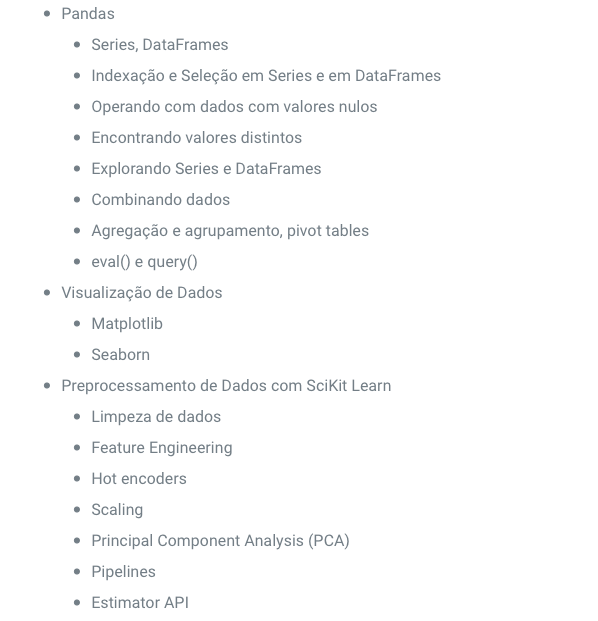 Pandas
Series, DataFrames
Indexação e Seleção em Series e em DataFrames
Operando com dados com valores nulos
Encontrando valores distintos
Explorando Series e DataFrames
Combinando dados
Agregação e agrupamento, pivot tables
eval() e query()
Visualização de Dados
Matplotlib
Seaborn
Preprocessamento de Dados com SciKit Learn
Limpeza de dados
Feature Engineering
Hot encoders
Scaling
Principal Component Analysis (PCA)
Pipelines
Estimator API